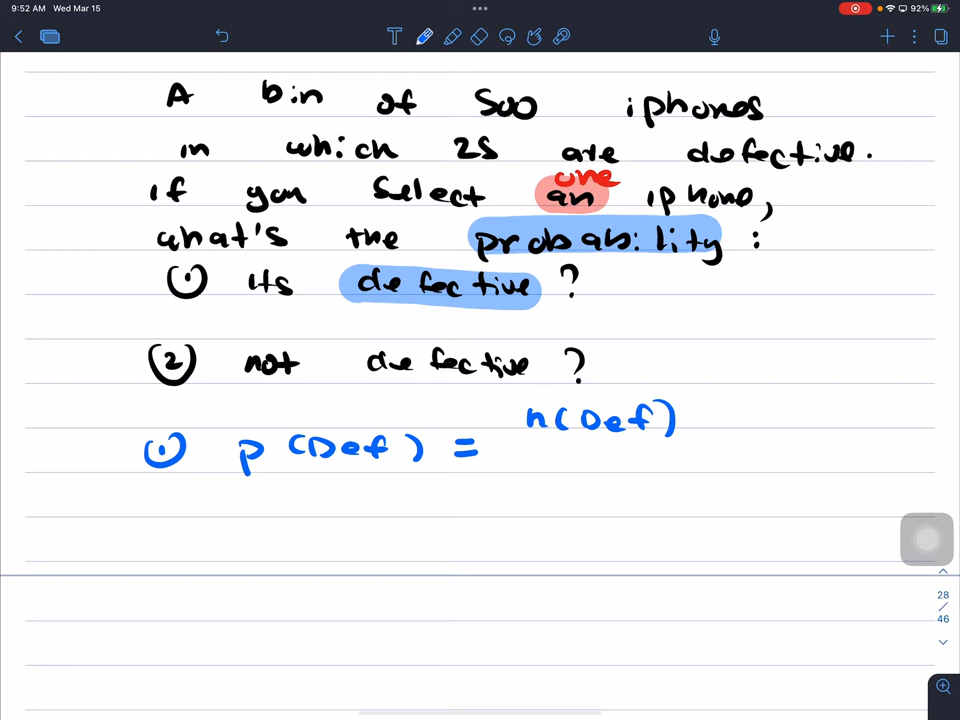 9:52 AM Wed Mar 15
92%
A bin of 500 iphones
in which 25 are defective.
one
if you select an iphone,
what's the probability :
① its defective ?
② not defective ?
n(Def)
① p (Def) =
28
/
46